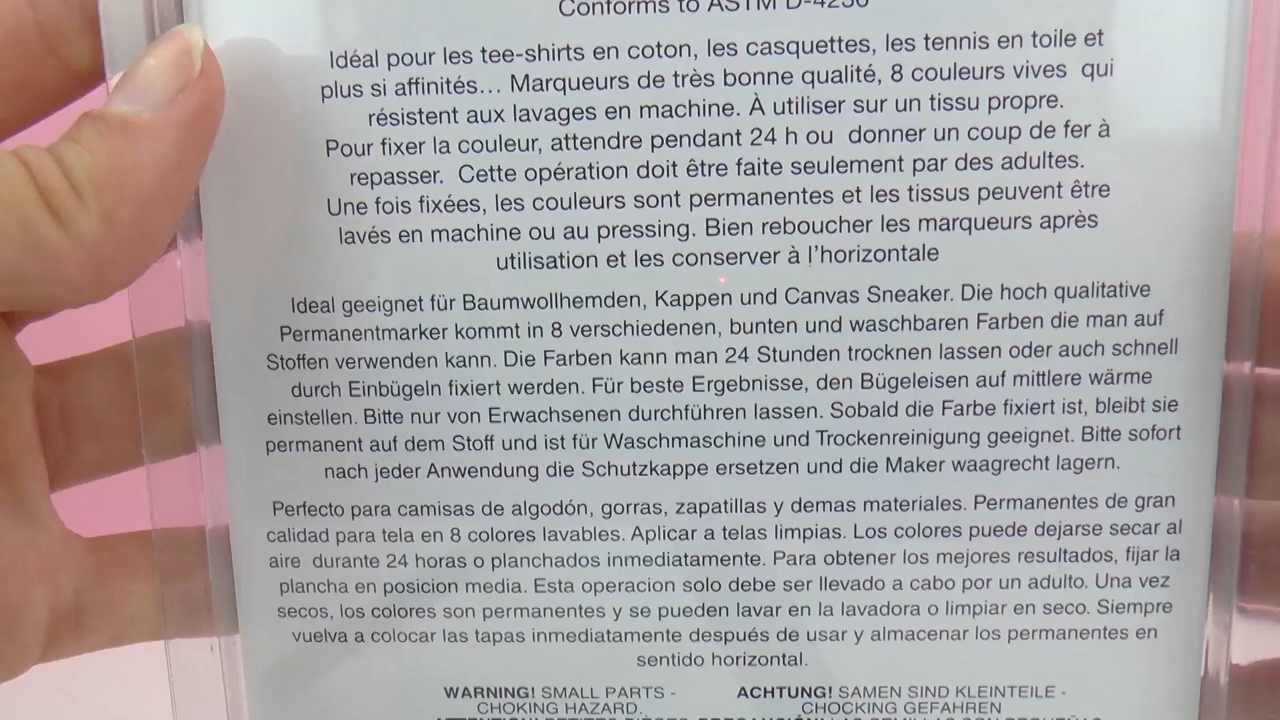 Conforms to ASTM D-4236
Idéal pour les tee-shirts en coton, les casquettes, les tennis en toile et
plus si affinités... Marqueurs de très bonne qualité, 8 couleurs vives qui
résistent aux lavages en machine. À utiliser sur un tissu propre.
Pour fixer la couleur, attendre pendant 24 h ou donner un coup de fer à
repasser. Cette opération doit être faite seulement par des adultes.
Une fois fixées, les couleurs sont permanentes et les tissus peuvent être
lavés en machine ou au pressing. Bien reboucher les marqueurs après
utilisation et les conserver à l'horizontale
Ideal geeignet für Baumwollhemden, Kappen und Canvas Sneaker. Die hoch qualitative
Permanentmarker kommt in 8 verschiedenen, bunten und waschbaren Farben die man auf
Stoffen verwenden kann. Die Farben kann man 24 Stunden trocknen lassen oder auch schnell
durch Einbügeln fixiert werden. Für beste Ergebnisse, den Bügeleisen auf mittlere wärme
einstellen. Bitte nur von Erwachsenen durchführen lassen. Sobald die Farbe fixiert ist, bleibt sie
permanent auf dem Stoff und ist für Waschmaschine und Trockenreinigung geeignet. Bitte sofort
nach jeder Anwendung die Schutzkappe ersetzen und die Maker waagrecht lagern.
Perfecto para camisas de algodón, gorras, zapatillas y demas materiales. Permanentes de gran
calidad para tela en 8 colores lavables. Aplicar a telas limpias. Los colores puede dejarse secar al
aire durante 24 horas o planchados inmediatamente. Para obtener los mejores resultados, fijar la
plancha en posicion media. Esta operacion solo debe ser llevado a cabo por un adulto. Una vez
secos, los colores son permanentes y se pueden lavar en la lavadora o limpiar en seco. Siempre
vuelva a colocar las tapas inmediatamente después de usar y almacenar los permanentes en
sentido horizontal.
WARNING! SMALL PARTS - ACHTUNG! SAMEN SIND KLEINTEILE -
CHOKING HAZARD. CHOCKING GEFAHREN